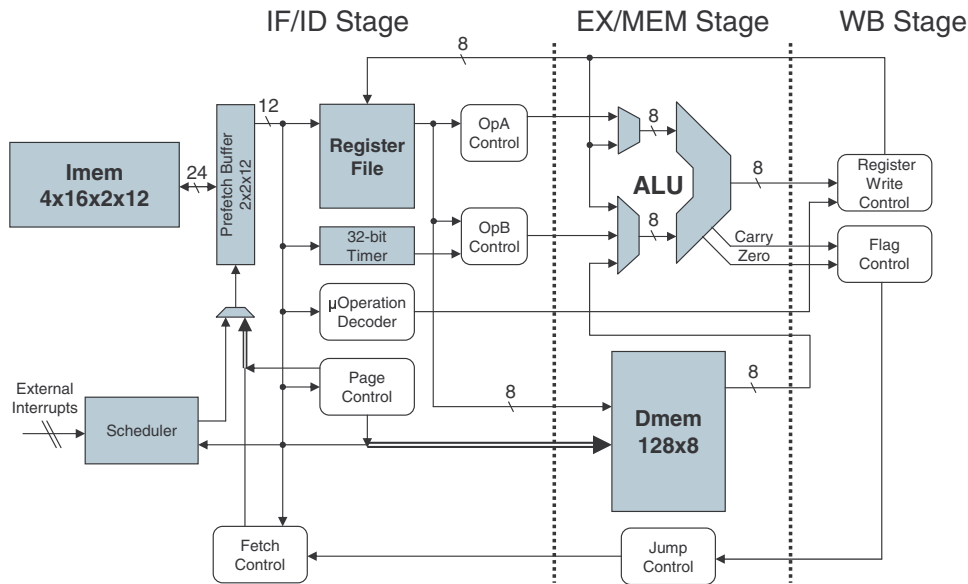 IF/ID Stage
EX/MEM Stage
WB Stage
8
12
Imem
4x16x2x12
24
Prefetch Buffer
2x2x12
Register
File
OpA
Control
8
ALU
8
Register
Write
Control
32-bit
Timer
OpB
Control
8
Carry
Zero
Flag
Control
µOperation
Decoder
Page
Control
External
Interrupts
Scheduler
8
8
Dmem
128x8
Fetch
Control
Jump
Control